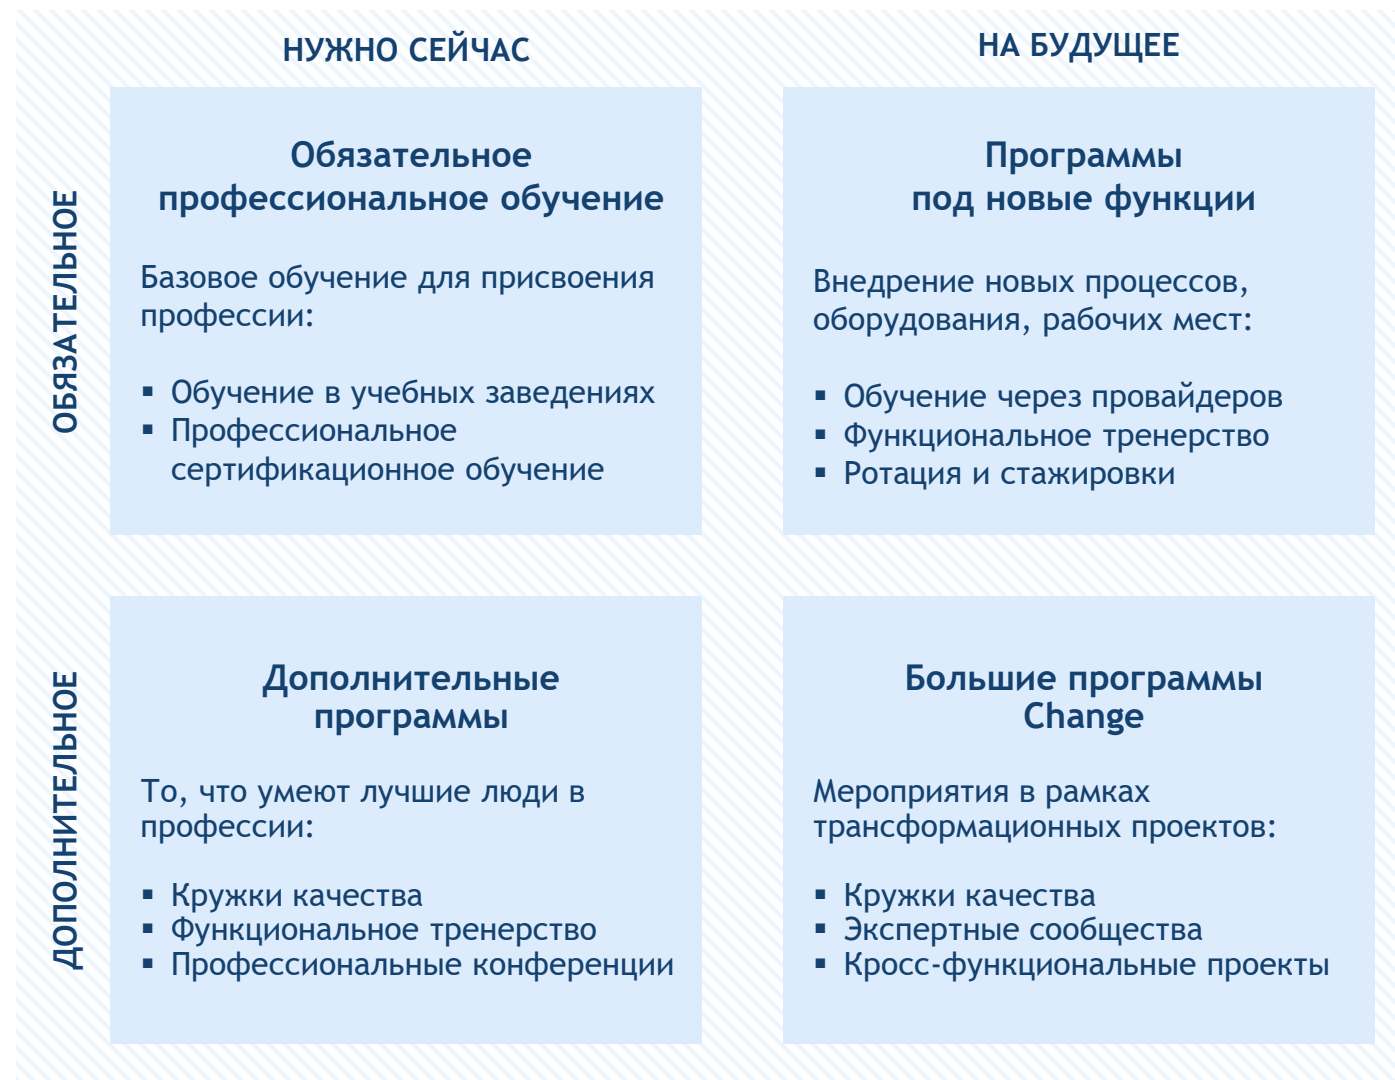 НУЖНО СЕЙЧАС
НА БУДУЩЕЕ
ОБЯЗАТЕЛЬНОЕ
Обязательное
профессиональное обучение
Базовое обучение для присвоения
профессии:
▪ Обучение в учебных заведениях
▪ Профессиональное
сертификационное обучение
Программы
под новые функции
Внедрение новых процессов,
оборудования, рабочих мест:
▪ Обучение через провайдеров
▪ Функциональное тренерство
▪ Ротация и стажировки
ДОПОЛНИТЕЛЬНОЕ
Дополнительные
программы
То, что умеют лучшие люди в
профессии:
▪ Кружки качества
▪ Функциональное тренерство
▪ Профессиональные конференции
Большие программы
Change
Мероприятия в рамках
трансформационных проектов:
▪ Кружки качества
▪ Экспертные сообщества
▪ Кросс-функциональные проекты